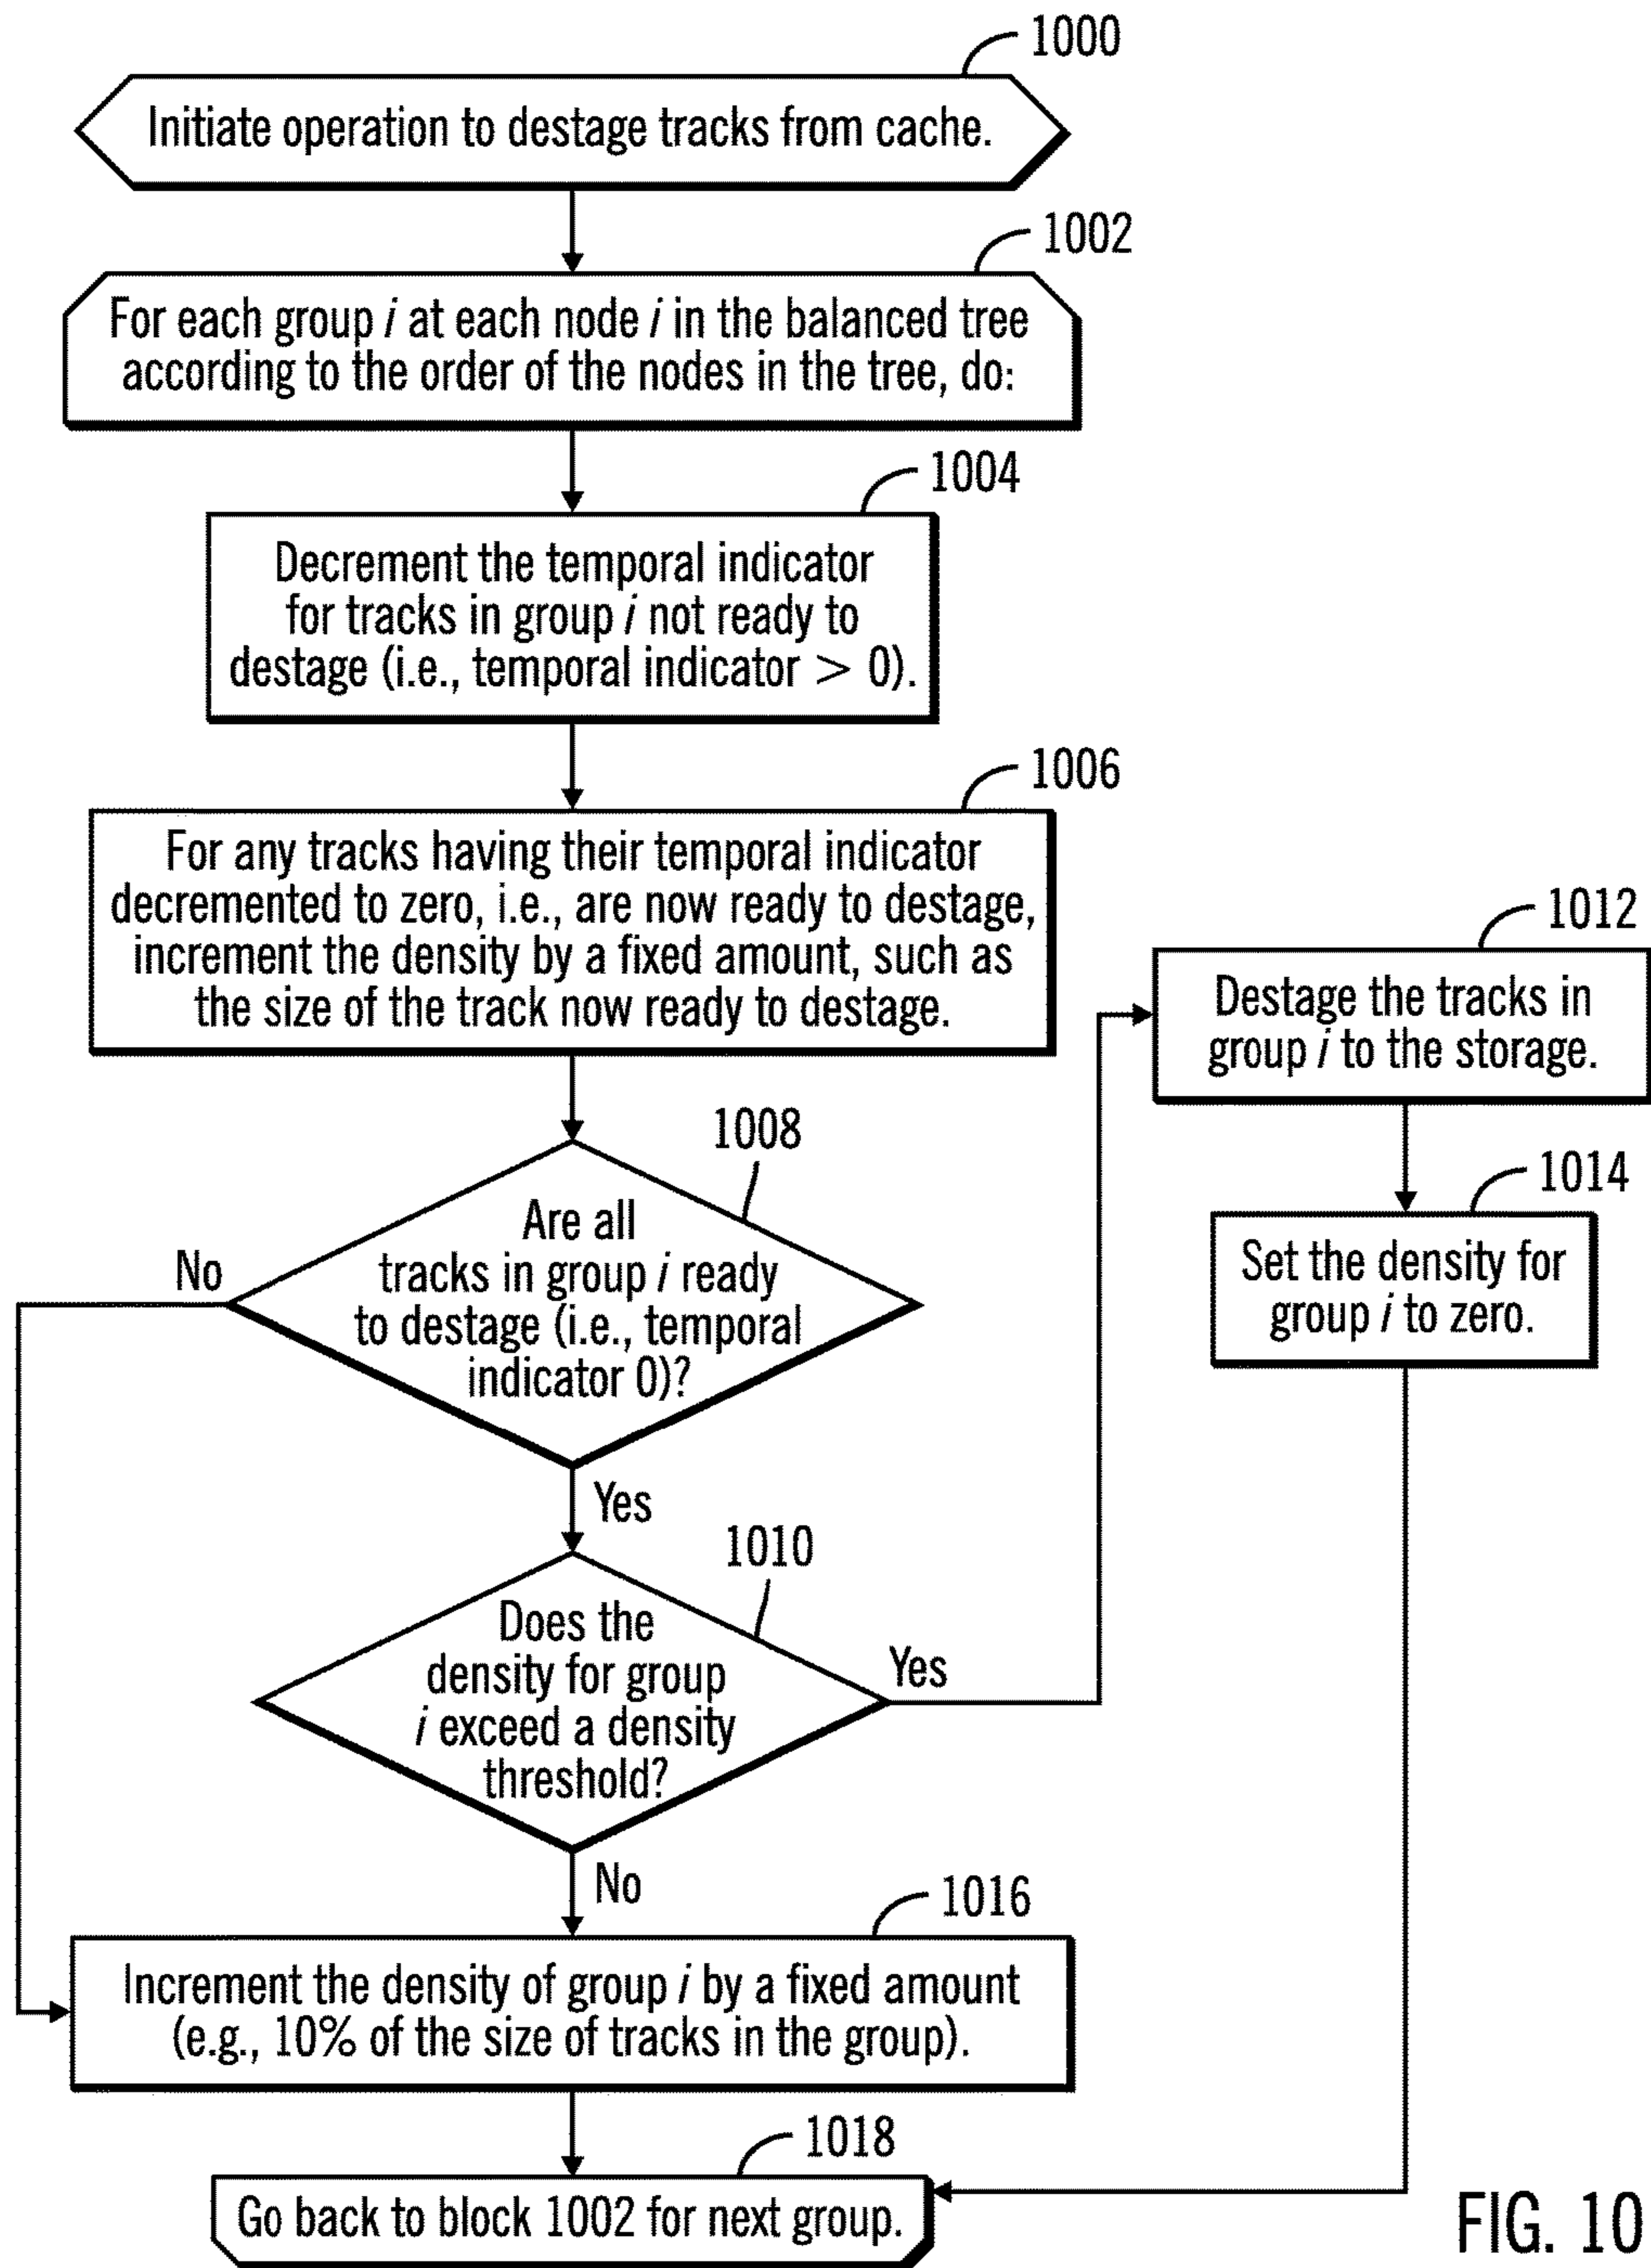 1000
Initiate operation to destage tracks from cache.
1002
For each group i at each node i in the balanced tree
according to the order of the nodes in the tree, do:
1004
Decrement the temporal indicator
for tracks in group i not ready to
destage (i.e., temporal indicator > 0).
1006
For any tracks having their temporal indicator
decremented to zero, i.e., are now ready to destage,
increment the density by a fixed amount, such as
the size of the track now ready to destage.
1008
Are all
tracks in group i ready
to destage (i.e., temporal
indicator 0)?
No
Yes
1010
Does the
density for group
i exceed a density
threshold?
Yes
No
1012
Destage the tracks in
group i to the storage.
1014
Set the density for
group i to zero.
1016
Increment the density of group i by a fixed amount
(e.g., 10% of the size of tracks in the group).
1018
Go back to block 1002 for next group.
FIG. 10